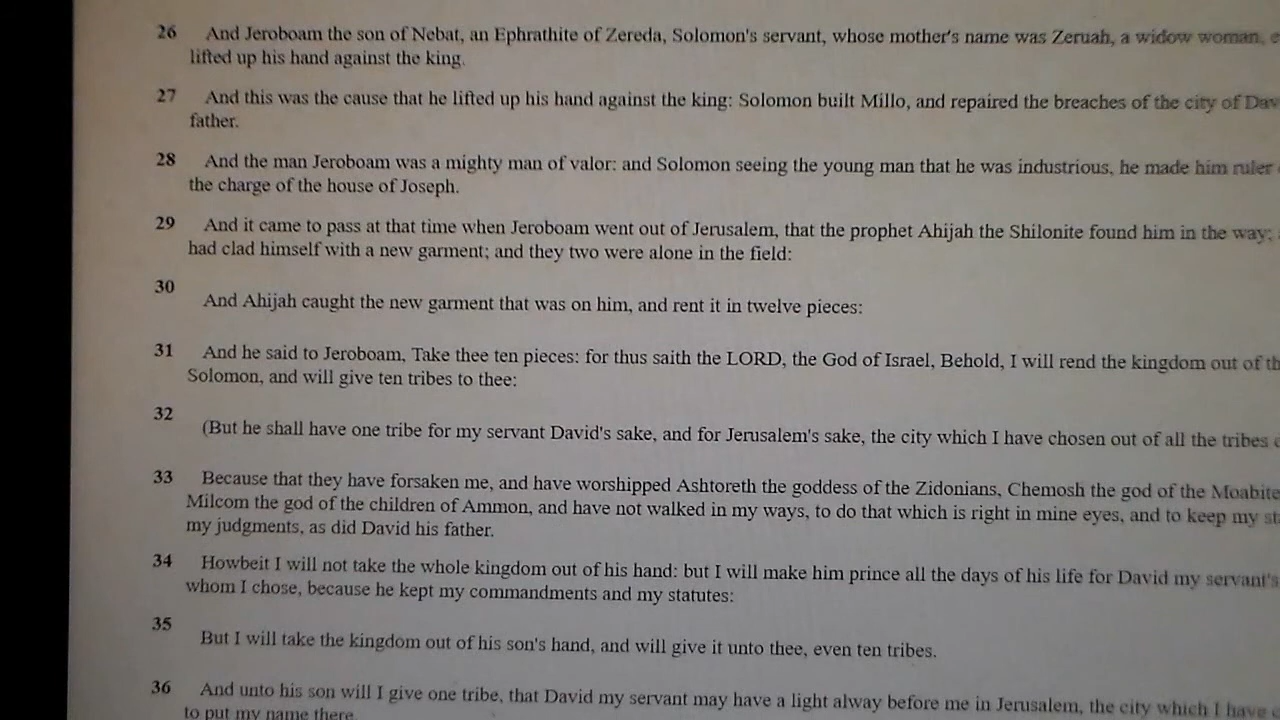 26 And Jeroboam the son of Nebat, an Ephrathite of Zereda, Solomon's servant, whose mother's name was Zeruah, a widow woman,
lifted up his hand against the king.
27 And this was the cause that he lifted up his hand against the king: Solomon built Millo, and repaired the breaches of the city of Dav
father.
28 And the man Jeroboam was a mighty man of valor: and Solomon seeing the young man that he was industrious, he made him ruler
the charge of the house of Joseph.
29 And it came to pass at that time when Jeroboam went out of Jerusalem, that the prophet Ahijah the Shilonite found him in the way;
had clad himself with a new garment; and they two were alone in the field:
30 And Ahijah caught the new garment that was on him, and rent it in twelve pieces:
31 And he said to Jeroboam, Take thee ten pieces: for thus saith the LORD, the God of Israel, Behold, I will rend the kingdom out of th
Solomon, and will give ten tribes to thee:
32 (But he shall have one tribe for my servant David's sake, and for Jerusalem's sake, the city which I have chosen out of all the tribes
33 Because that they have forsaken me, and have worshipped Ashtoreth the goddess of the Zidonians, Chemosh the god of the Moabite
Milcom the god of the children of Ammon, and have not walked in my ways, to do that which is right in mine eyes, and to keep my st
my judgments, as did David his father.
34 Howbeit I will not take the whole kingdom out of his hand: but I will make him prince all the days of his life for David my servant's
whom I chose, because he kept my commandments and my statutes:
35 But I will take the kingdom out of his son's hand, and will give it unto thee, even ten tribes.
36 And unto his son will I give one tribe, that David my servant may have a light alway before me in Jerusalem, the city which I have
to put my name there.